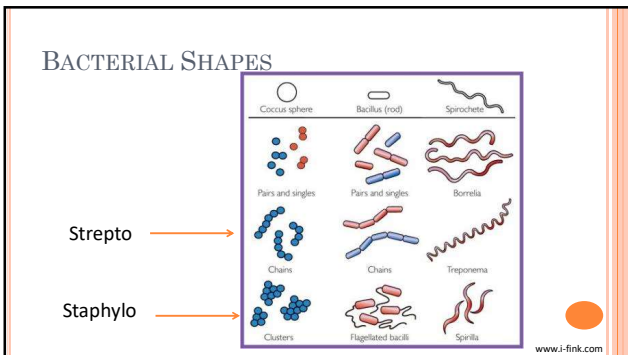 BACTERIAL SHAPES
Coccus sphere Bacillus (rod) Spirochete
Pairs and singles Pairs and singles Borrelia
Strepto
Chains Chains Treponema
Staphylo
Clusters Flagellated bacilli Spirilla
www.i-fink.com